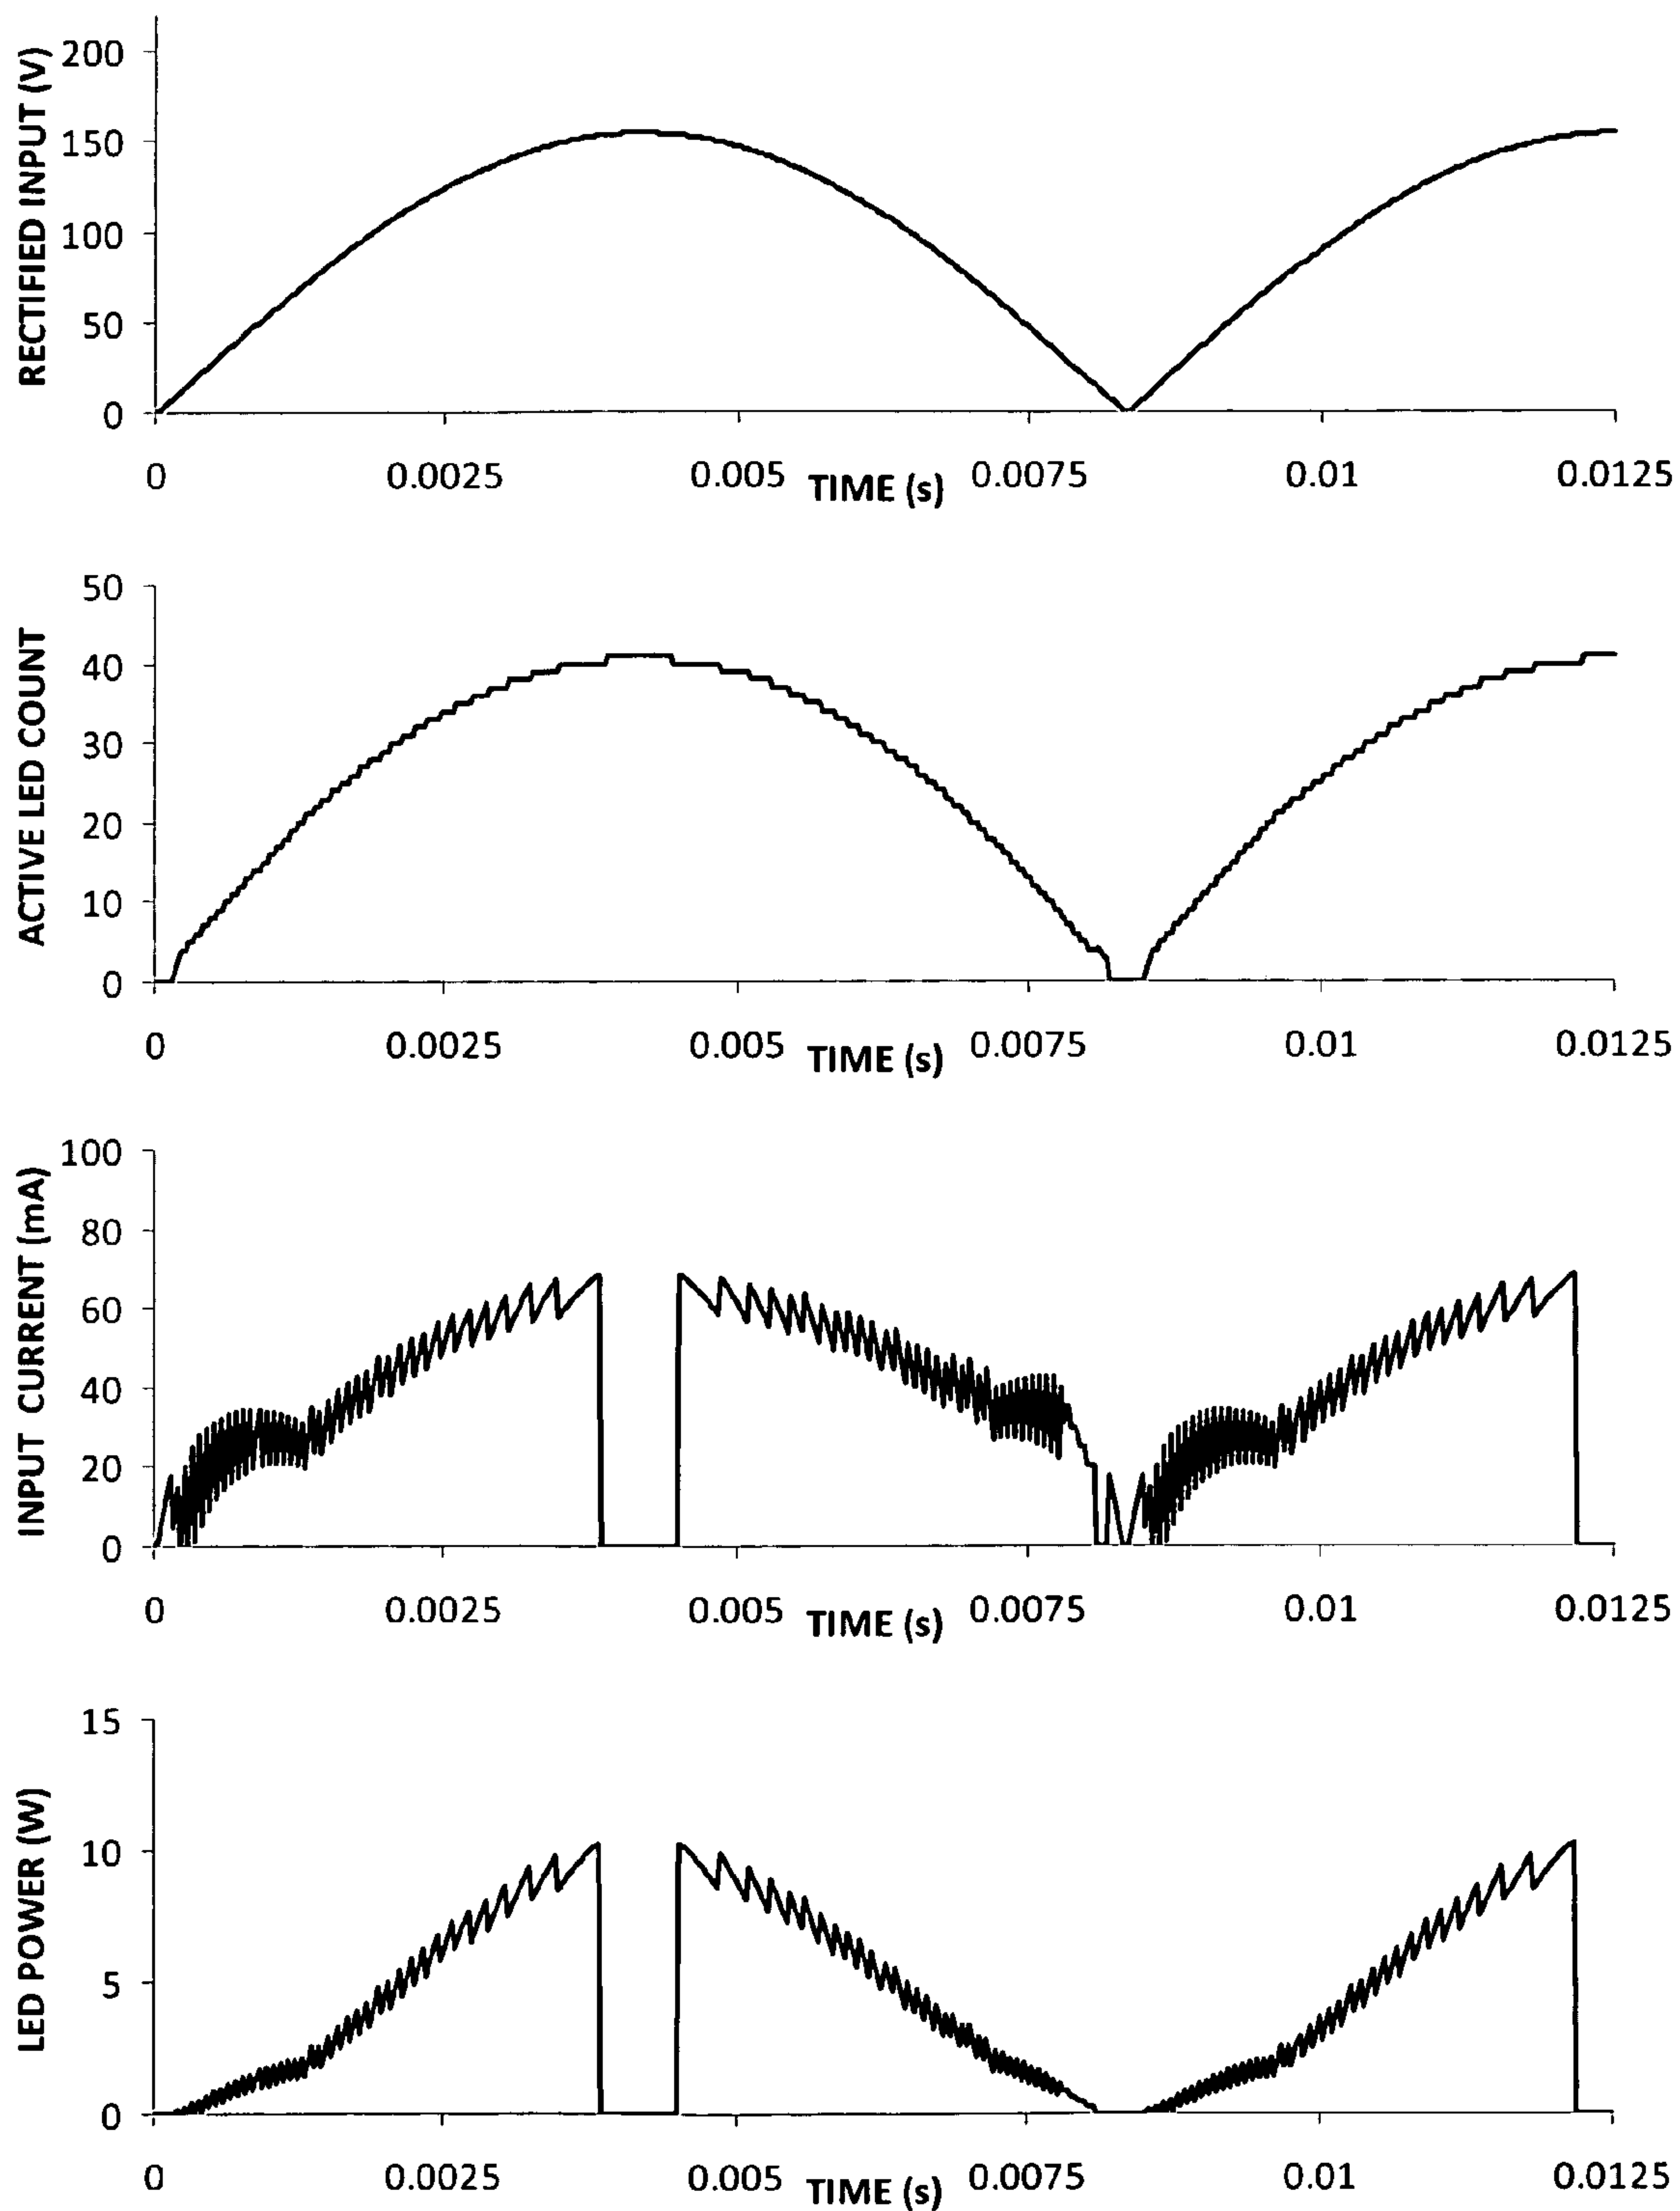 RECTIFIED INPUT (V)
200
150
100
50
0
0 0.0025 0.005 TIME (s) 0.0075 0.01 0.0125
ACTIVE LED COUNT
50
40
30
20
10
0
0 0.0025 0.005 TIME (s) 0.0075 0.01 0.0125
INPUT CURRENT (mA)
100
80
60
40
20
0
0 0.0025 0.005 TIME (s) 0.0075 0.01 0.0125
LED POWER (W)
15
10
5
0
0 0.0025 0.005 TIME (s) 0.0075 0.01 0.0125